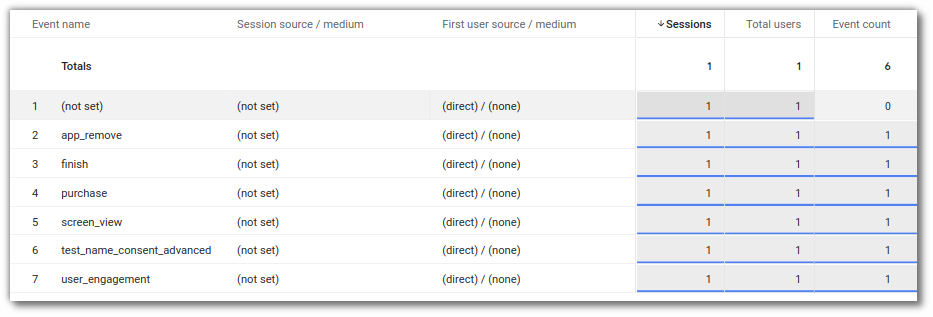 Event name Session source / medium First user source / medium ↓Sessions Total users Event count
Totals 1 1 6
1 (not set) (not set) (direct) / (none) 1 1 0
2 app_remove (not set) (direct) / (none) 1 1 1
3 finish (not set) (direct) / (none) 1 1 1
4 purchase (not set) (direct) / (none) 1 1 1
5 screen_view (not set) (direct) / (none) 1 1 1
6 test_name_consent_advanced (not set) (direct) / (none) 1 1 1
7 user_engagement (not set) (direct) / (none) 1 1 1